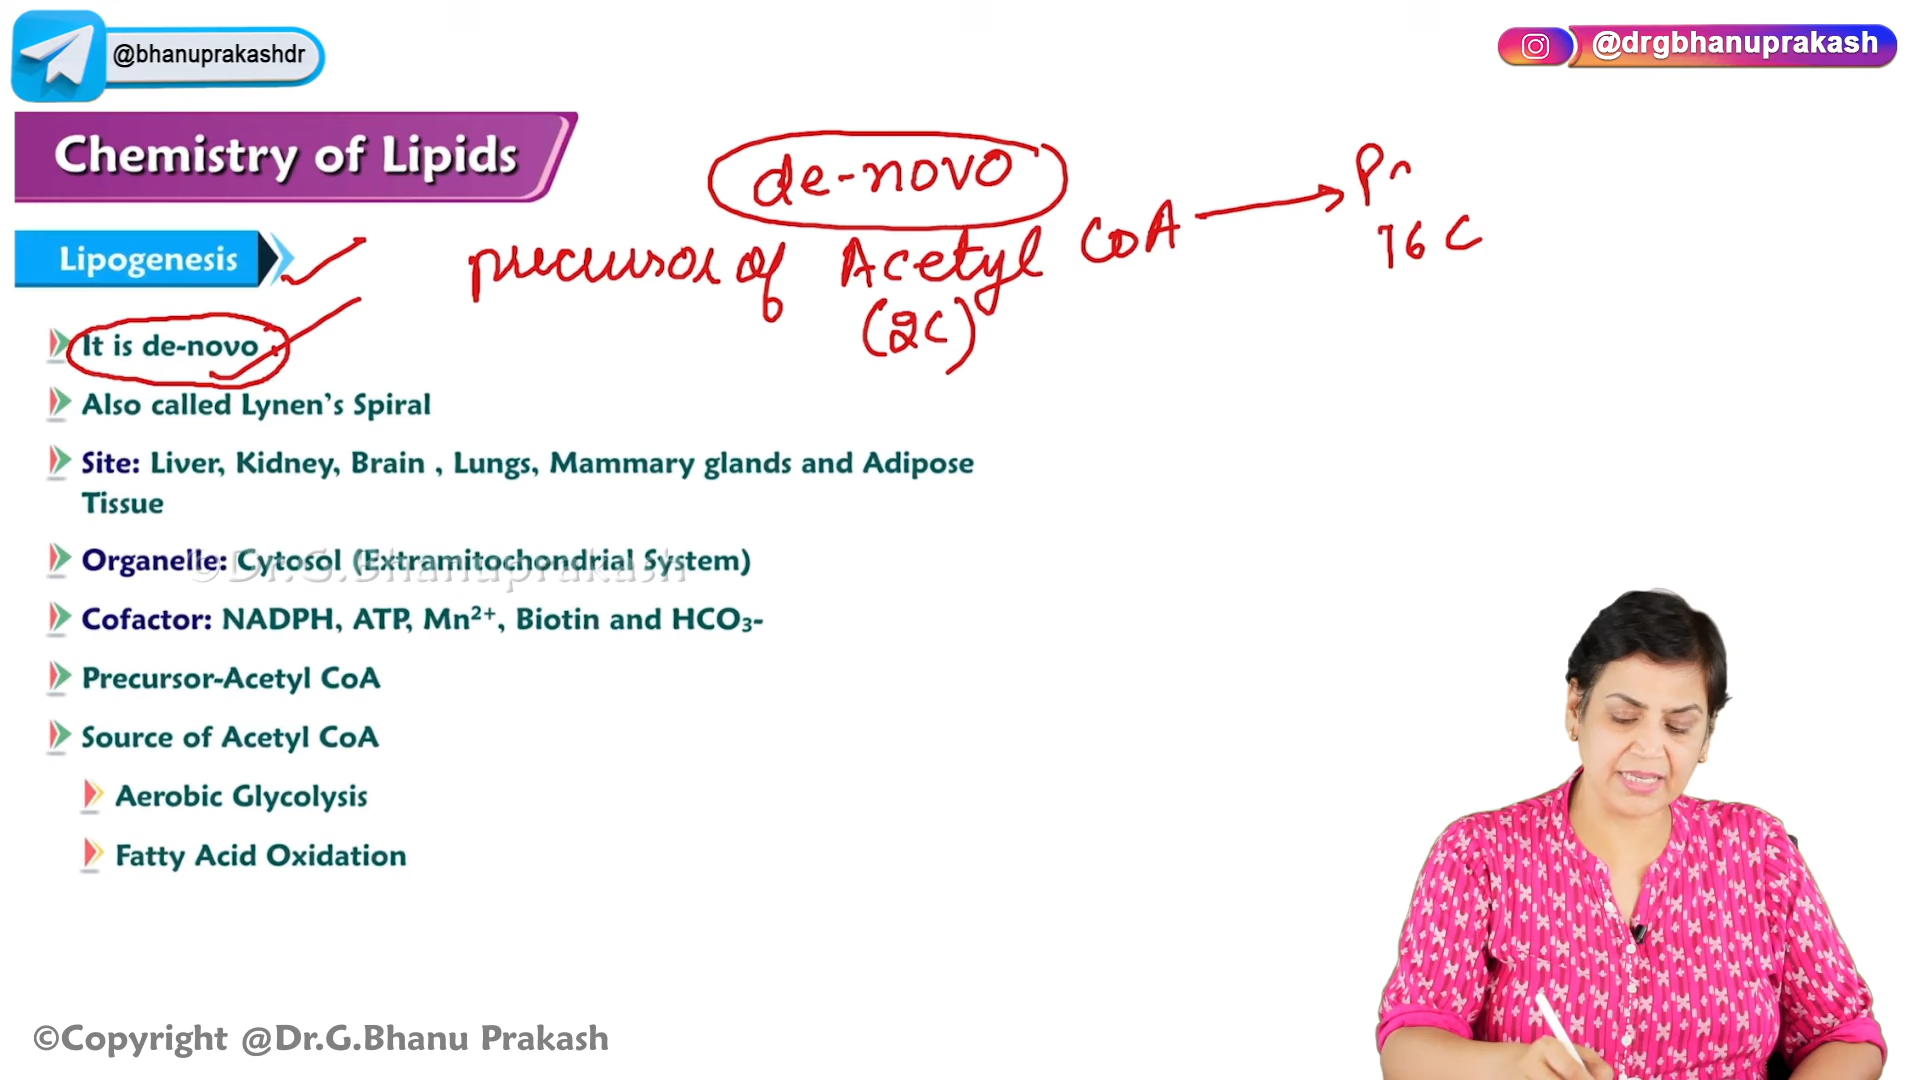 @bhanuprakashdr
@drgbhanuprakash
Chemistry of Lipids
de-novo
Lipogenesis
precursor of Acetyl CoA
(2C)
16 C
It is de-novo :
Also called Lynen's Spiral
Site: Liver, Kidney, Brain , Lungs, Mammary glands and Adipose
Tissue
Organelle: Cytosol (Extramitochondrial System)
©Dr.G.Bhanuprakash
Cofactor: NADPH, ATP, Mn²⁺, Biotin and HCO₃-
Precursor-Acetyl CoA
Source of Acetyl CoA
Aerobic Glycolysis
Fatty Acid Oxidation
©Copyright @Dr.G.Bhanu Prakash